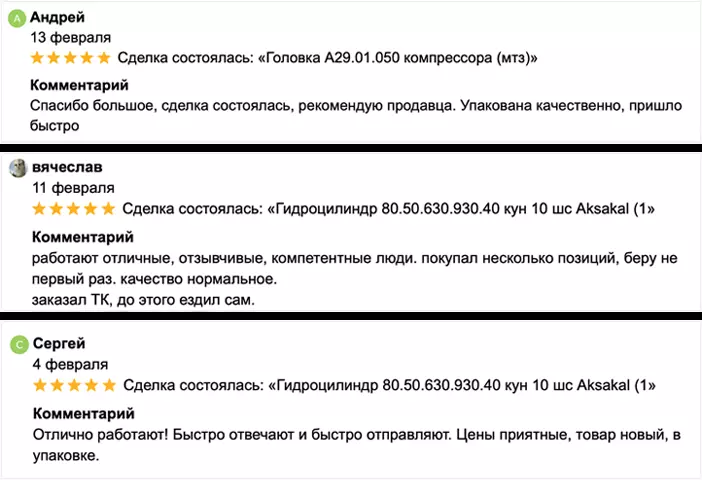 А
Андрей
13 февраля
Сделка состоялась: «Головка А29.01.050 компрессора (мтз)»
Комментарий
Спасибо большое, сделка состоялась, рекомендую продавца. Упакована качественно, пришло
быстро
вячеслав
11 февраля
Сделка состоялась: «Гидроцилиндр 80.50.630.930.40 кун 10 шс Aksakal (1»
Комментарий
работают отличные, отзывчивые, компетентные люди. покупал несколько позиций, беру не
первый раз. качество нормальное.
заказал ТК, до этого ездил сам.
С
Сергей
4 февраля
Сделка состоялась: «Гидроцилиндр 80.50.630.930.40 кун 10 шс Aksakal (1»
Комментарий
Отлично работают! Быстро отвечают и быстро отправляют. Цены приятные, товар новый, в
упаковке.